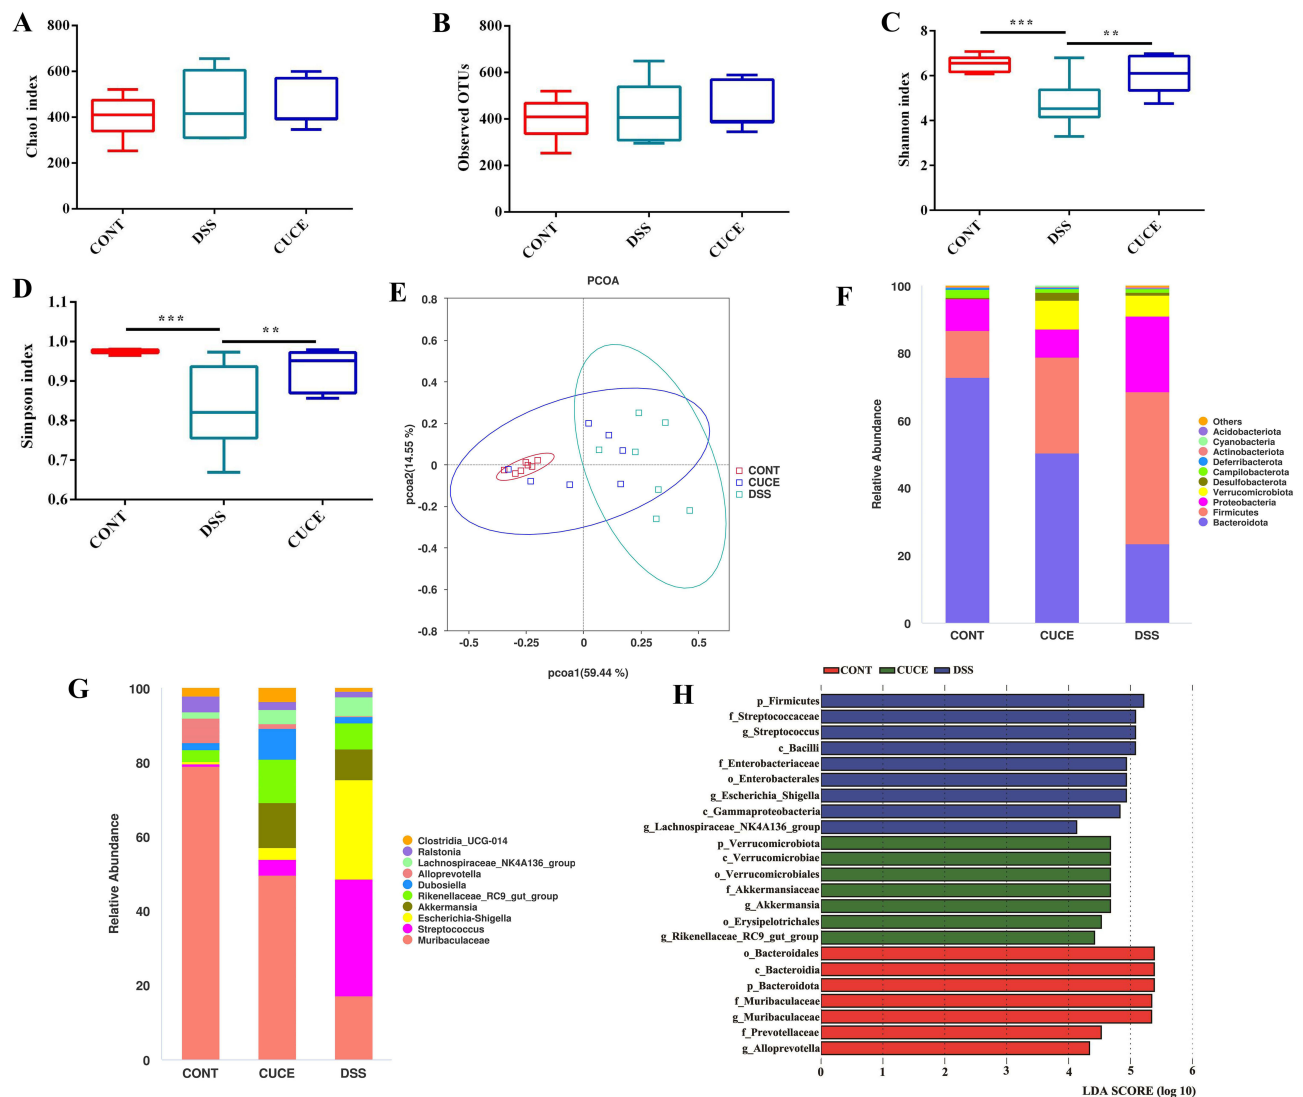 A
Chao1 index
800
600
400
200
0
CONT
DSS
CUCE
B
Observed OTUs
800
600
400
200
0
CONT
DSS
CUCE
C
Shannon index
8
6
4
2
0
***
**
CONT
DSS
CUCE
D
Simpson index
1.1
1.0
0.9
0.8
0.7
0.6
***
**
CONT
DSS
CUCE
E
PCOA
pcoa2(14.55 %)
0.8
0.6
0.4
0.2
0
-0.2
-0.4
-0.6
-0.8
-0.5
-0.25
0
0.25
0.5
pcoa1(59.44 %)
CONT
CUCE
DSS
F
Relative Abundance
100
80
60
40
20
0
CONT
CUCE
DSS
Others
Acidobacteriota
Cyanobacteria
Actinobacteriota
Deferribacterota
Campilobacterota
Desulfobacterota
Verrucomicrobiota
Proteobacteria
Firmicutes
Bacteroidota
G
Relative Abundance
100
80
60
40
20
0
CONT
CUCE
DSS
Clostridia_UCG-014
Ralstonia
Lachnospiraceae_NK4A136_group
Alloprevotella
Dubosiella
Rikenellaceae_RC9_gut_group
Akkermansia
Escherichia-Shigella
Streptococcus
Muribaculaceae
H
CONT
CUCE
DSS
p_Firmicutes
f_Streptococcaceae
g_Streptococcus
c_Bacilli
f_Enterobacteriaceae
o_Enterobacterales
g_Escherichia_Shigella
c_Gammaproteobacteria
g_Lachnospiraceae_NK4A136_group
p_Verrucomicrobiota
c_Verrucomicrobiae
o_Verrucomicrobiales
f_Akkermansiaceae
g_Akkermansia
o_Erysipelotrichales
g_Rikenellaceae_RC9_gut_group
o_Bacteroidales
c_Bacteroidia
p_Bacteroidota
f_Muribaculaceae
g_Muribaculaceae
f_Prevotellaceae
g_Alloprevotella
0
1
2
3
4
5
6
LDA SCORE (log 10)